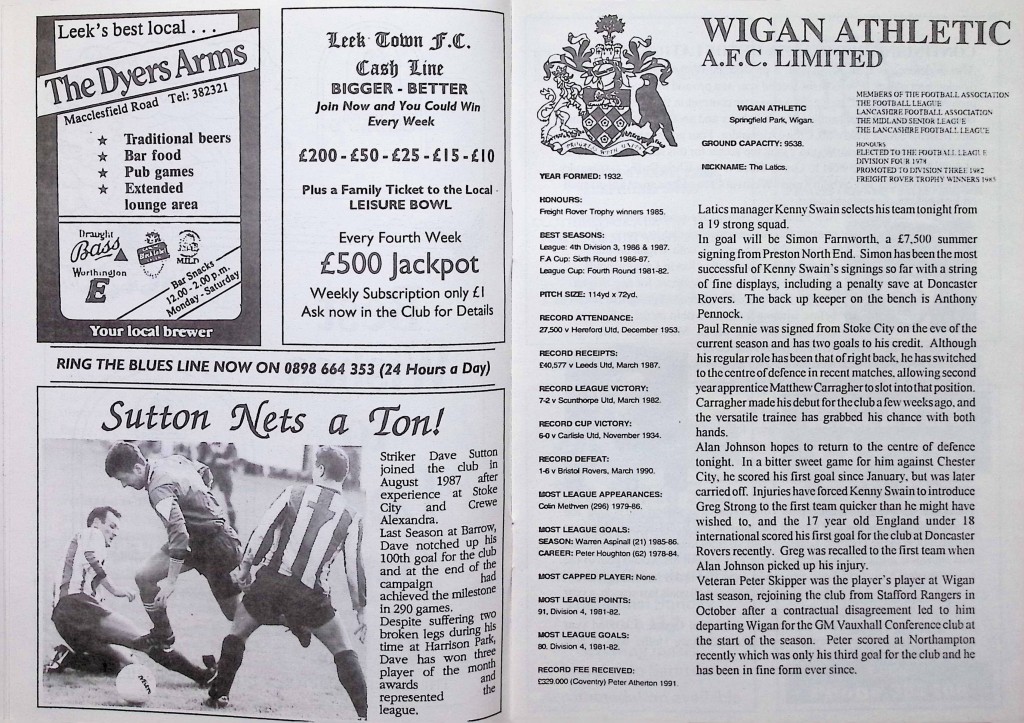 Leek's best local . . .
The Dyers Arms
Macclesfield Road Tel: 382321
★ Traditional beers
★ Bar food
★ Pub games
★ Extended
lounge area
Draught
Bass
MILD
Worthington
E
Bar Snacks
12.00 - 2.00 p.m.
Monday - Saturday
Your local brewer
Leek Town F.C.
Cash Line
BIGGER - BETTER
Join Now and You Could Win
Every Week
£200 - £50 - £25 - £15 - £10
Plus a Family Ticket to the Local
LEISURE BOWL
Every Fourth Week
£500 Jackpot
Weekly Subscription only £1
Ask now in the Club for Details
RING THE BLUES LINE NOW ON 0898 664 353 (24 Hours a Day)
Sutton Nets a Ton!
Striker Dave Sutton
joined the club in
August 1987 after
experience at Stoke
City and Crewe
Alexandra.
Last Season at Barrow,
Dave notched up his
100th goal for the club
and at the end of the
campaign had
achieved the milestone
in 290 games.
Despite suffering two
broken legs during his
time at Harrison Park,
Dave has won three
player of the month
awards and
represented the
league.
WIGAN ATHLETIC
A.F.C. LIMITED
WIGAN ATHLETIC
Springfield Park, Wigan.
GROUND CAPACITY: 9538.
NICKNAME: The Latics.
MEMBERS OF THE FOOTBALL ASSOCIATION
THE FOOTBALL LEAGUE
LANCASHIRE FOOTBALL ASSOCIATION
THE MIDLAND SENIOR LEAGUE
THE LANCASHIRE FOOTBALL LEAGUE
HONOURS
ELECTED TO THE FOOTBALL LEAGUE
DIVISION FOUR 1978
PROMOTED TO DIVISION THREE 1982
FREIGHT ROVER TROPHY WINNERS 1985
YEAR FORMED: 1932.
HONOURS:
Freight Rover Trophy winners 1985.
BEST SEASONS:
League: 4th Division 3, 1986 & 1987.
F.A Cup: Sixth Round 1986-87.
League Cup: Fourth Round 1981-82.
PITCH SIZE: 114yd x 72yd.
RECORD ATTENDANCE:
27,500 v Hereford Utd, December 1953.
RECORD RECEIPTS:
£40,577 v Leeds Utd, March 1987.
RECORD LEAGUE VICTORY:
7-2 v Scunthorpe Utd, March 1982.
RECORD CUP VICTORY:
6-0 v Carlisle Utd, November 1934.
RECORD DEFEAT:
1-6 v Bristol Rovers, March 1990.
MOST LEAGUE APPEARANCES:
Colin Methven (296) 1979-86.
MOST LEAGUE GOALS:
SEASON: Warren Aspinall (21) 1985-86.
CAREER: Peter Houghton (62) 1978-84.
MOST CAPPED PLAYER: None.
MOST LEAGUE POINTS:
91, Division 4, 1981-82.
MOST LEAGUE GOALS:
80, Division 4, 1981-82.
RECORD FEE RECEIVED:
£329,000 (Coventry) Peter Atherton 1991.
Latics manager Kenny Swain selects his team tonight from
a 19 strong squad.
In goal will be Simon Farnworth, a £7,500 summer
signing from Preston North End. Simon has been the most
successful of Kenny Swain's signings so far with a string
of fine displays, including a penalty save at Doncaster
Rovers. The back up keeper on the bench is Anthony
Pennock.
Paul Rennie was signed from Stoke City on the eve of the
current season and has two goals to his credit. Although
his regular role has been that of right back, he has switched
to the centre of defence in recent matches, allowing second
year apprentice Matthew Carragher to slot into that position.
Carragher made his debut for the club a few weeks ago, and
the versatile trainee has grabbed his chance with both
hands.
Alan Johnson hopes to return to the centre of defence
tonight. In a bitter sweet game for him against Chester
City, he scored his first goal since January, but was later
carried off. Injuries have forced Kenny Swain to introduce
Greg Strong to the first team quicker than he might have
wished to, and the 17 year old England under 18
international scored his first goal for the club at Doncaster
Rovers recently. Greg was recalled to the first team when
Alan Johnson picked up his injury.
Veteran Peter Skipper was the player's player at Wigan
last season, rejoining the club from Stafford Rangers in
October after a contractual disagreement led to him
departing Wigan for the GM Vauxhall Conference club at
the start of the season. Peter scored at Northampton
recently which was only his third goal for the club and he
has been in fine form ever since.